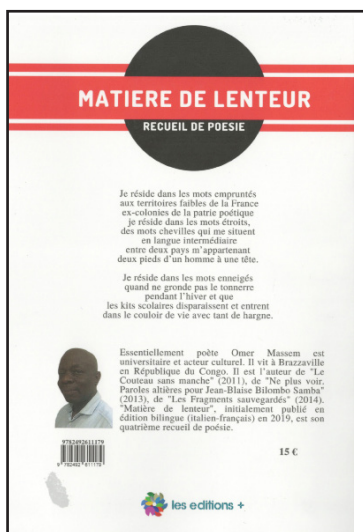 MATIERE DE LENTEUR
RECUEIL DE POESIE
Je réside dans les mots empruntés
aux territoires faibles de la France
ex-colonies de la patrie poétique
je réside dans les mots étroits,
des mots chevilles qui me situent
en langue intermédiaire
entre deux pays m'appartenant
deux pieds d'un homme à une tête.
Je réside dans les mots enneigés
quand ne gronde pas le tonnerre
pendant l'hiver et que
les kits scolaires disparaissent et entrent
dans le couloir de vie avec tant de hargne.
Essentiellement poète Omer Massem est
universitaire et acteur culturel. Il vit à Brazzaville
en République du Congo. Il est l'auteur de "Le
Couteau sans manche" (2011), de "Ne plus voir.
Paroles altières pour Jean-Blaise Bilombo Samba"
(2013), de "Les Fragments sauvegardés" (2014).
"Matière de lenteur", initialement publié en
édition bilingue (italien-français) en 2019, est son
quatrième recueil de poésie.
9782492611179
9 782492 611179
15 €
les editions +